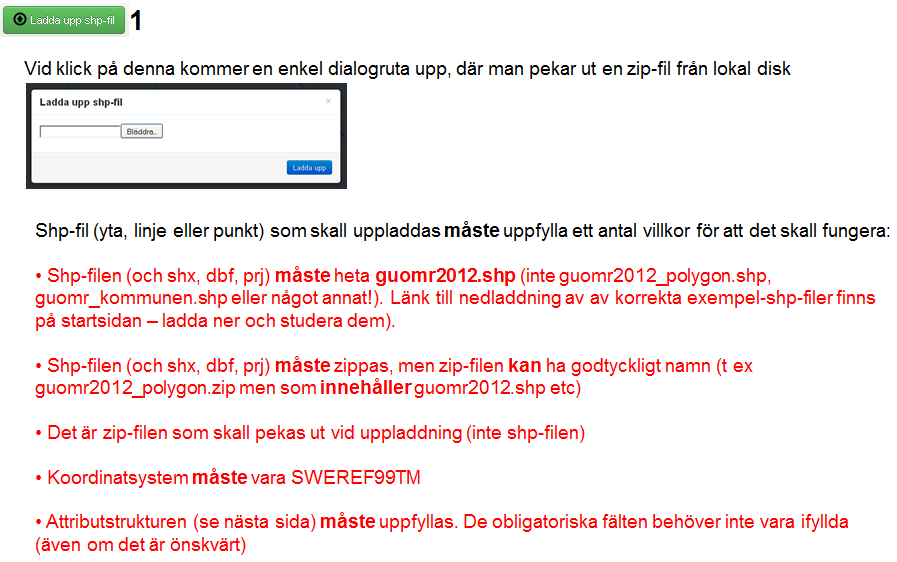 Ladda upp shp-fil 1
Vid klick på denna kommer en enkel dialogruta upp, där man pekar ut en zip-fil från lokal disk
Ladda upp shp-fil ×
Bläddra..
Ladda upp
Shp-fil (yta, linje eller punkt) som skall uppladdas måste uppfylla ett antal villkor för att det skall fungera:
• Shp-filen (och shx, dbf, prj) måste heta guomr2012.shp (inte guomr2012_polygon.shp,
guomr_kommunen.shp eller något annat!). Länk till nedladdning av av korrekta exempel-shp-filer finns
på startsidan – ladda ner och studera dem).
• Shp-filen (och shx, dbf, prj) måste zippas, men zip-filen kan ha godtyckligt namn (t ex
guomr2012_polygon.zip men som innehåller guomr2012.shp etc)
• Det är zip-filen som skall pekas ut vid uppladdning (inte shp-filen)
• Koordinatsystem måste vara SWEREF99TM
• Attributstrukturen (se nästa sida) måste uppfyllas. De obligatoriska fälten behöver inte vara ifyllda
(även om det är önskvärt)